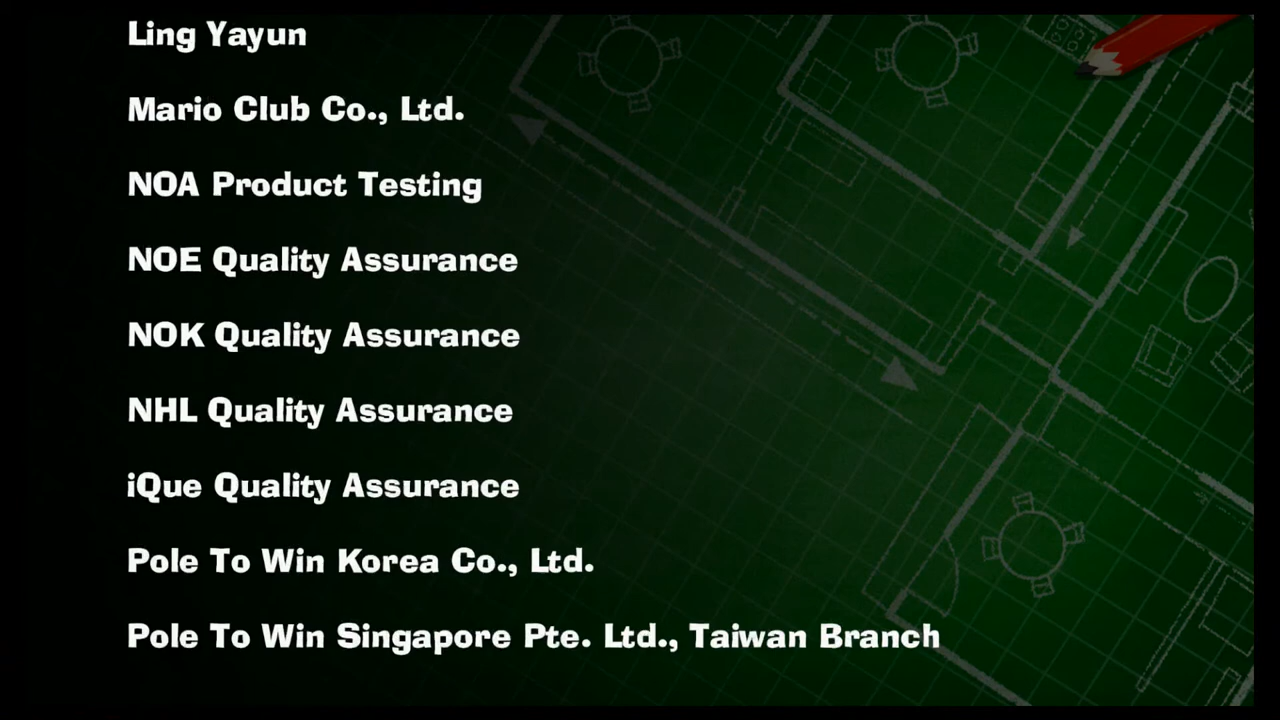 Ling Yayun
Mario Club Co., Ltd.
NOA Product Testing
NOE Quality Assurance
NOK Quality Assurance
NHL Quality Assurance
iQue Quality Assurance
Pole To Win Korea Co., Ltd.
Pole To Win Singapore Pte. Ltd., Taiwan Branch